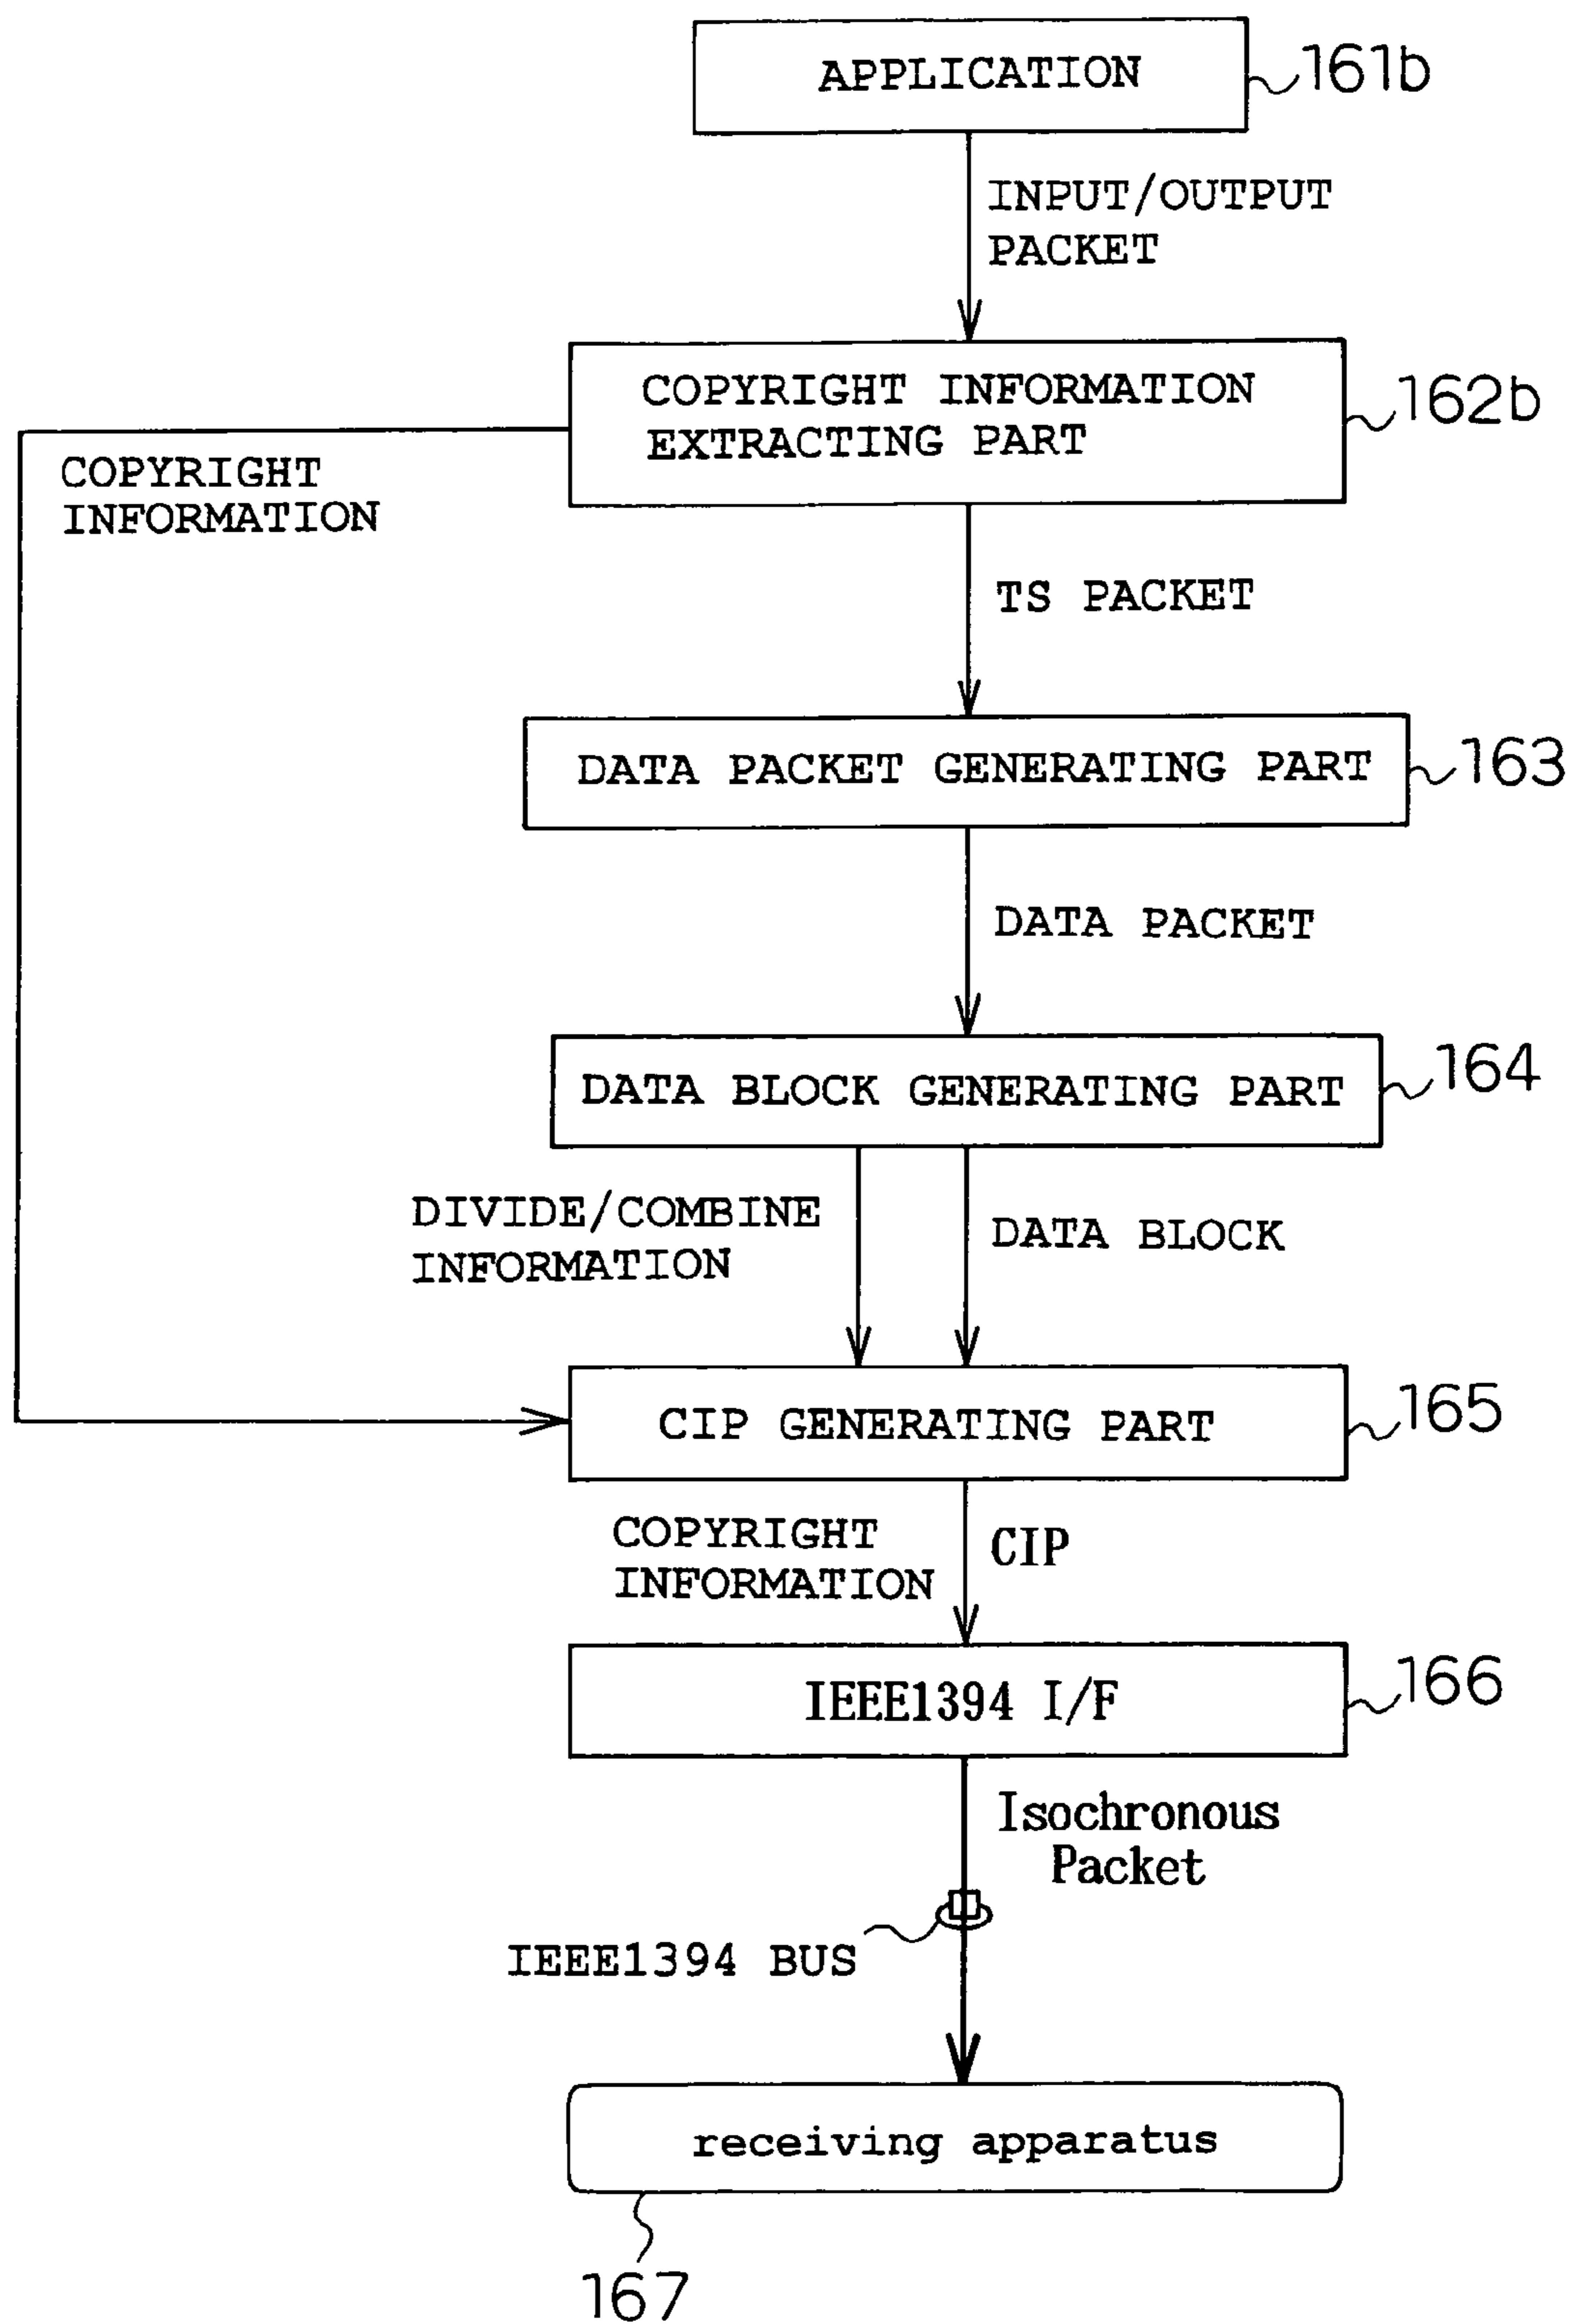 APPLICATION
161b
INPUT/OUTPUT
PACKET
COPYRIGHT INFORMATION
EXTRACTING PART
162b
COPYRIGHT
INFORMATION
TS PACKET
DATA PACKET GENERATING PART
163
DATA PACKET
DATA BLOCK GENERATING PART
164
DIVIDE/COMBINE
INFORMATION
DATA BLOCK
CIP GENERATING PART
165
COPYRIGHT
INFORMATION
CIP
IEEE1394 I/F
166
Isochronous
Packet
IEEE1394 BUS
receiving apparatus
167